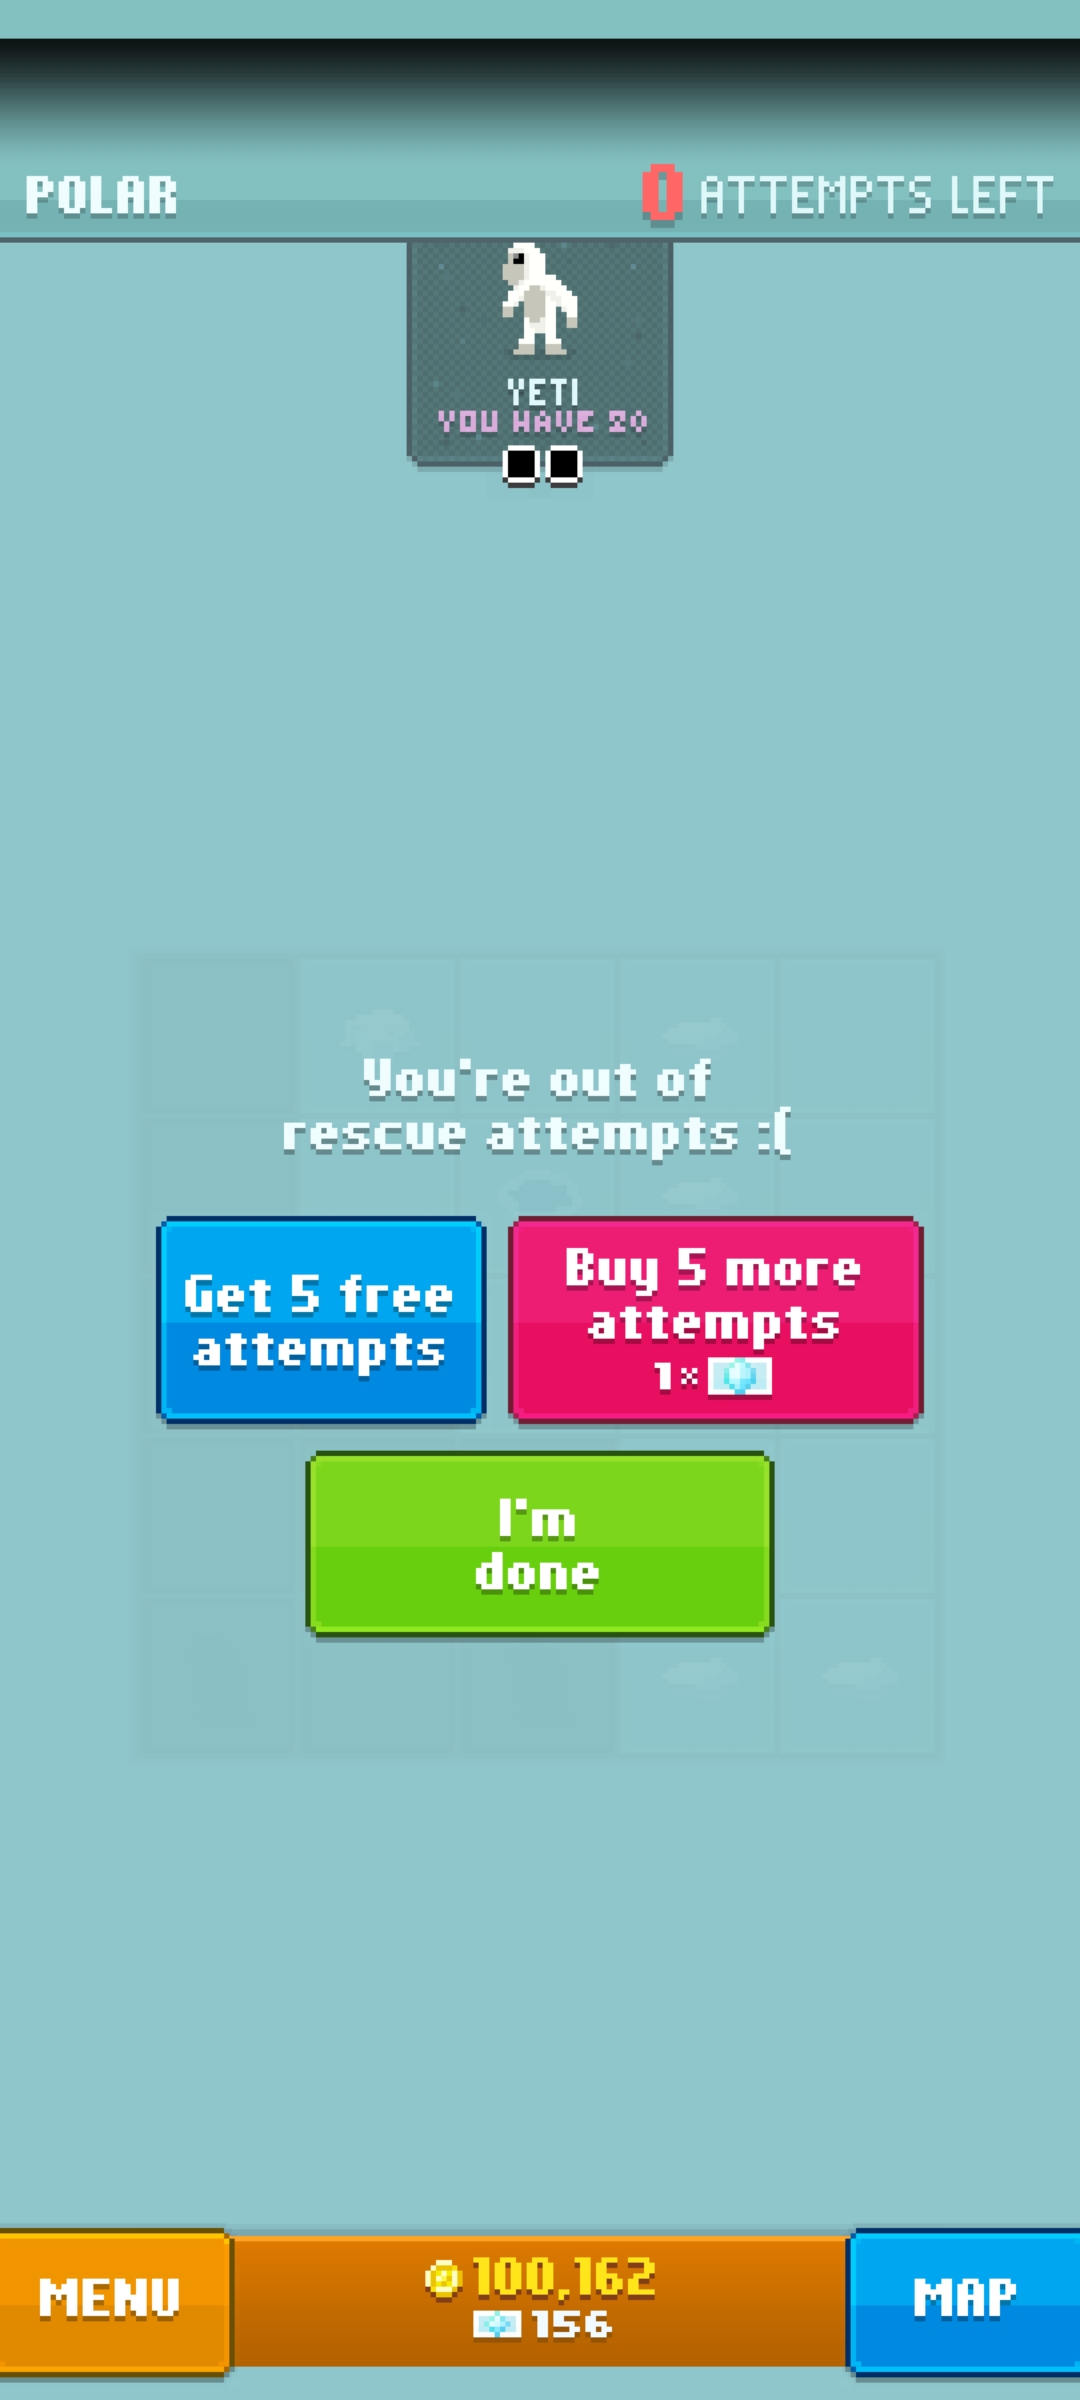 POLAR
0 ATTEMPTS LEFT
YETI
YOU HAVE 20
You're out of
rescue attempts :(
Get 5 free
attempts
Buy 5 more
attempts
1×
I'm
done
MENU
100,162
156
MAP